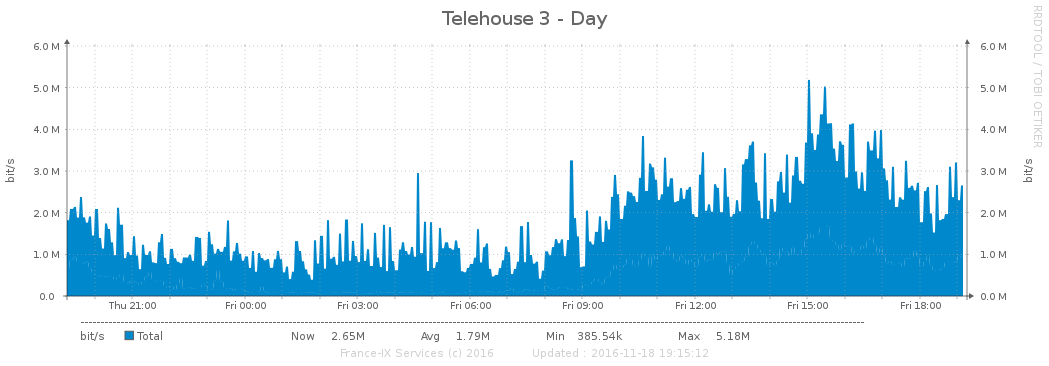 Telehouse 3 - Day
RRDTOOL / TOBI OETIKER
6.0 M 6.0 M
5.0 M 5.0 M
4.0 M 4.0 M
3.0 M 3.0 M
2.0 M 2.0 M
1.0 M 1.0 M
0.0 0.0 M
bit/s bit/s
Thu 21:00 Fri 00:00 Fri 03:00 Fri 06:00 Fri 09:00 Fri 12:00 Fri 15:00 Fri 18:00
bit/s Total Now 2.65M Avg 1.79M Min 385.54k Max 5.18M
France-IX Services (c) 2016 Updated : 2016-11-18 19:15:12